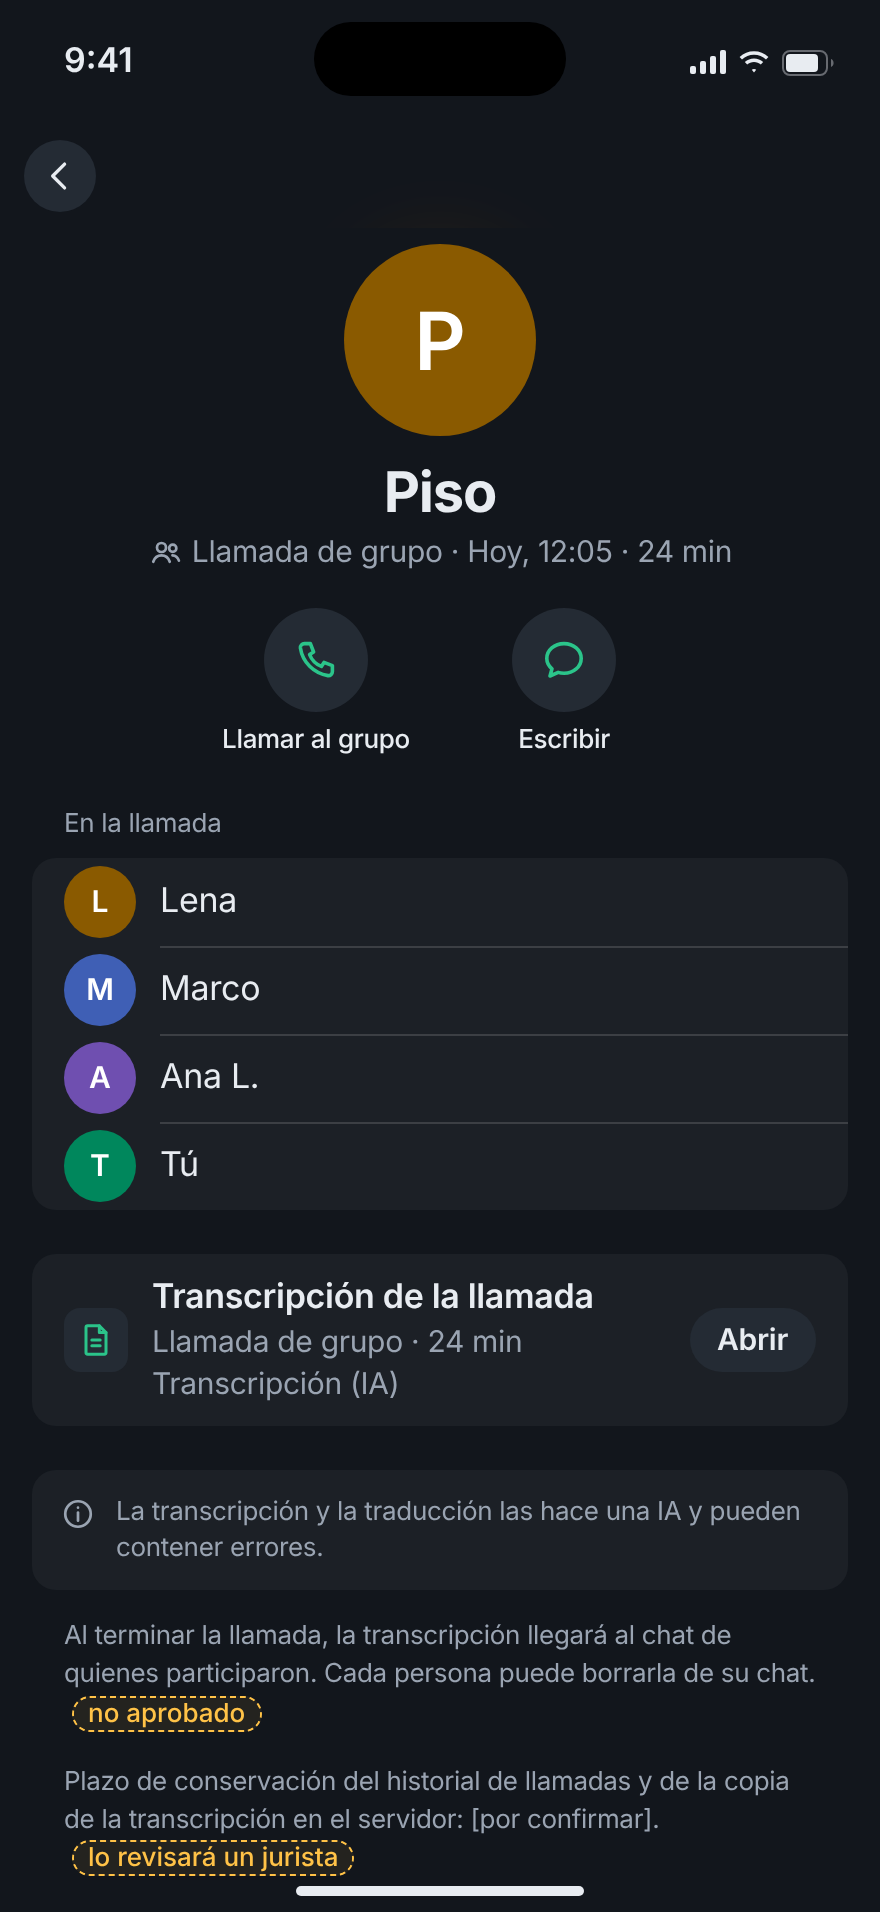 9:41
P
Piso
Llamada de grupo · Hoy, 12:05 · 24 min
Llamar al grupo
Escribir
En la llamada
L
Lena
M
Marco
A
Ana L.
T
Tú
Transcripción de la llamada
Llamada de grupo · 24 min
Transcripción (IA)
Abrir
La transcripción y la traducción las hace una IA y pueden
contener errores.
Al terminar la llamada, la transcripción llegará al chat de
quienes participaron. Cada persona puede borrarla de su chat.
no aprobado
Plazo de conservación del historial de llamadas y de la copia
de la transcripción en el servidor: [por confirmar].
lo revisará un jurista